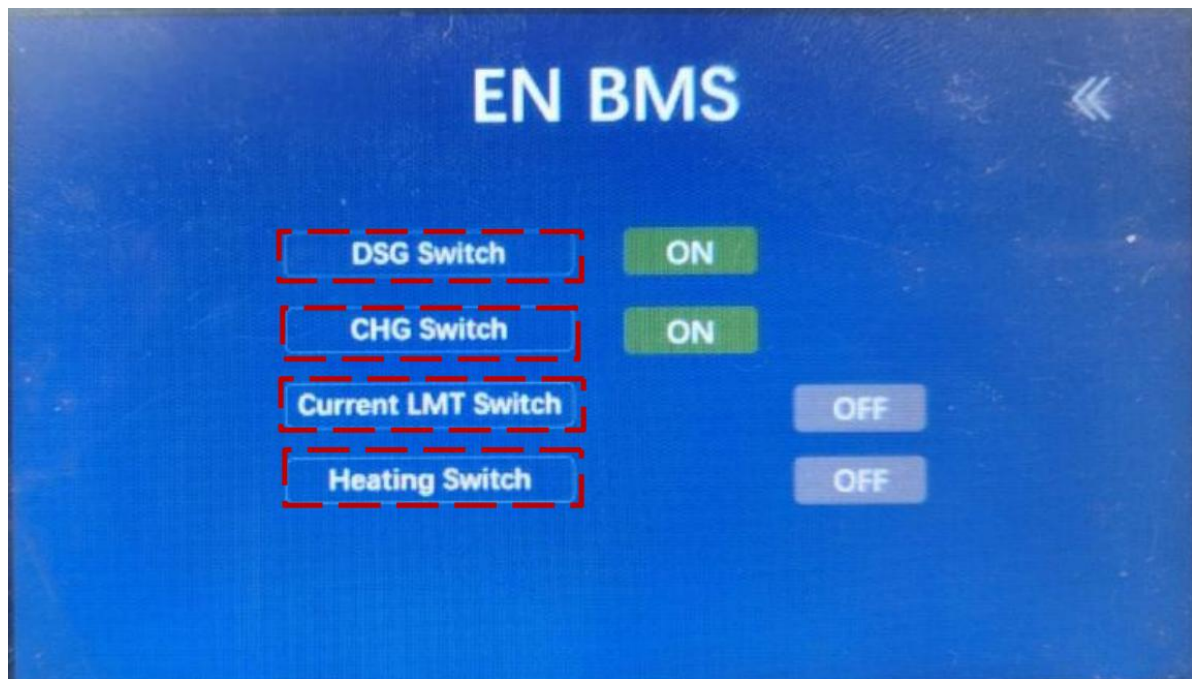 EN BMS
DSG Switch ON
CHG Switch ON
Current LMT Switch OFF
Heating Switch OFF